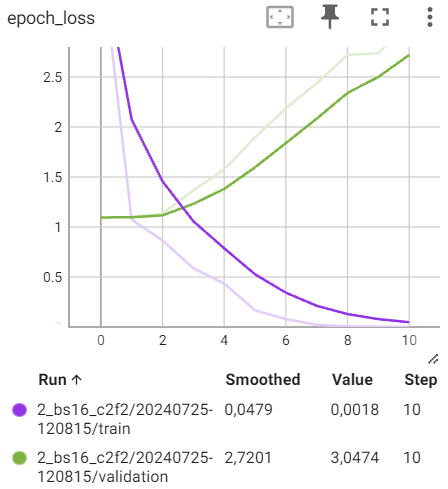 epoch_loss
2.5
2
1.5
1
0.5
0
0 2 4 6 8 10
Run ↑ Smoothed Value Step
2_bs16_c2f2/20240725- 0,0479 0,0018 10
120815/train
2_bs16_c2f2/20240725- 2,7201 3,0474 10
120815/validation